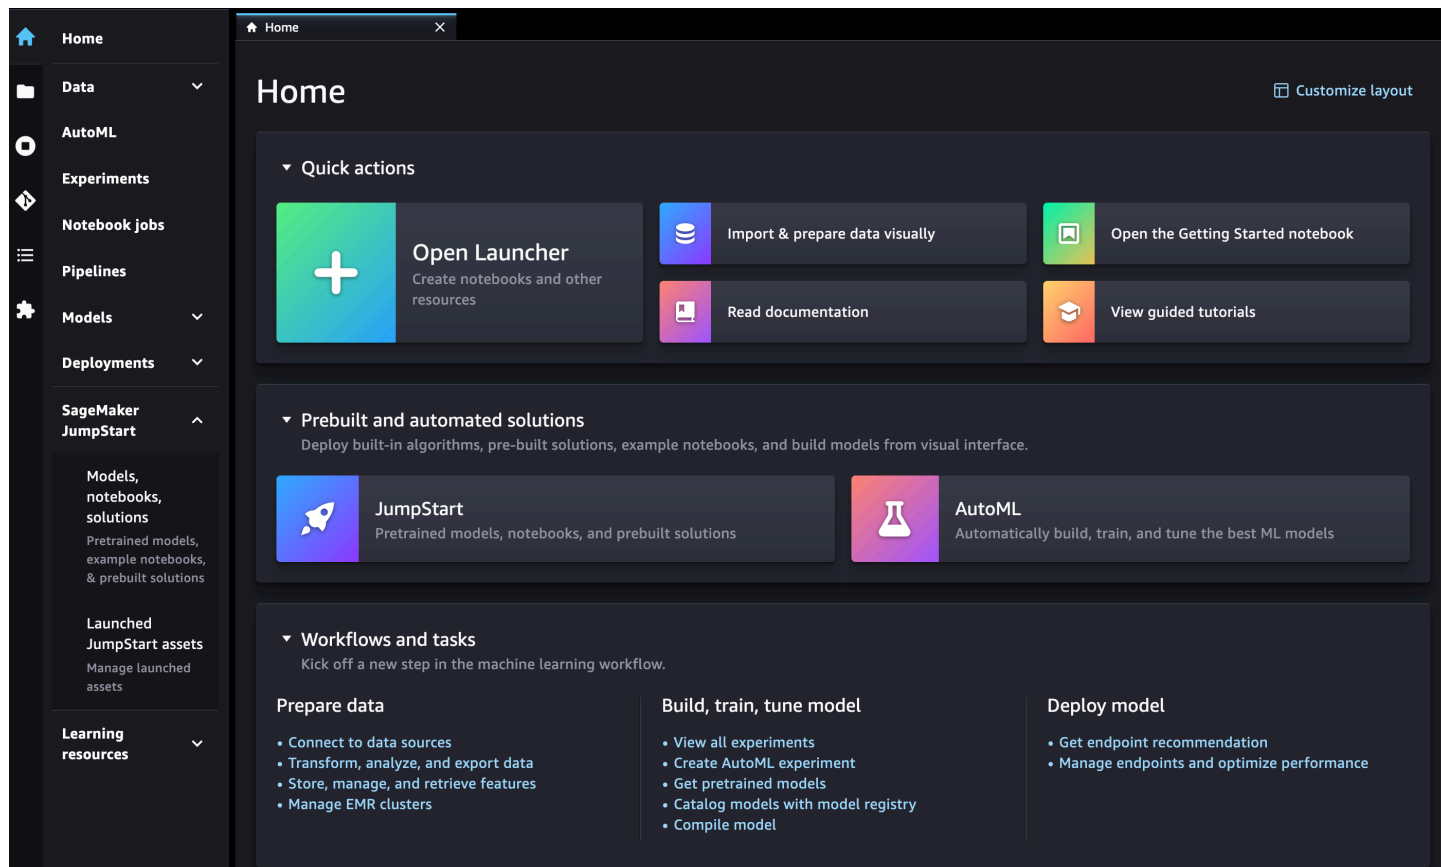 Home
Data
AutoML
Experiments
Notebook jobs
Pipelines
Models
Deployments
SageMaker
JumpStart
Models,
notebooks,
solutions
Pretrained models,
example notebooks,
& prebuilt solutions
Launched
JumpStart assets
Manage launched
assets
Learning
resources
Home
Home
Customize layout
Quick actions
Open Launcher
Create notebooks and other
resources
Import & prepare data visually
Open the Getting Started notebook
Read documentation
View guided tutorials
Prebuilt and automated solutions
Deploy built-in algorithms, pre-built solutions, example notebooks, and build models from visual interface.
JumpStart
Pretrained models, notebooks, and prebuilt solutions
AutoML
Automatically build, train, and tune the best ML models
Workflows and tasks
Kick off a new step in the machine learning workflow.
Prepare data
• Connect to data sources
• Transform, analyze, and export data
• Store, manage, and retrieve features
• Manage EMR clusters
Build, train, tune model
• View all experiments
• Create AutoML experiment
• Get pretrained models
• Catalog models with model registry
• Compile model
Deploy model
• Get endpoint recommendation
• Manage endpoints and optimize performance